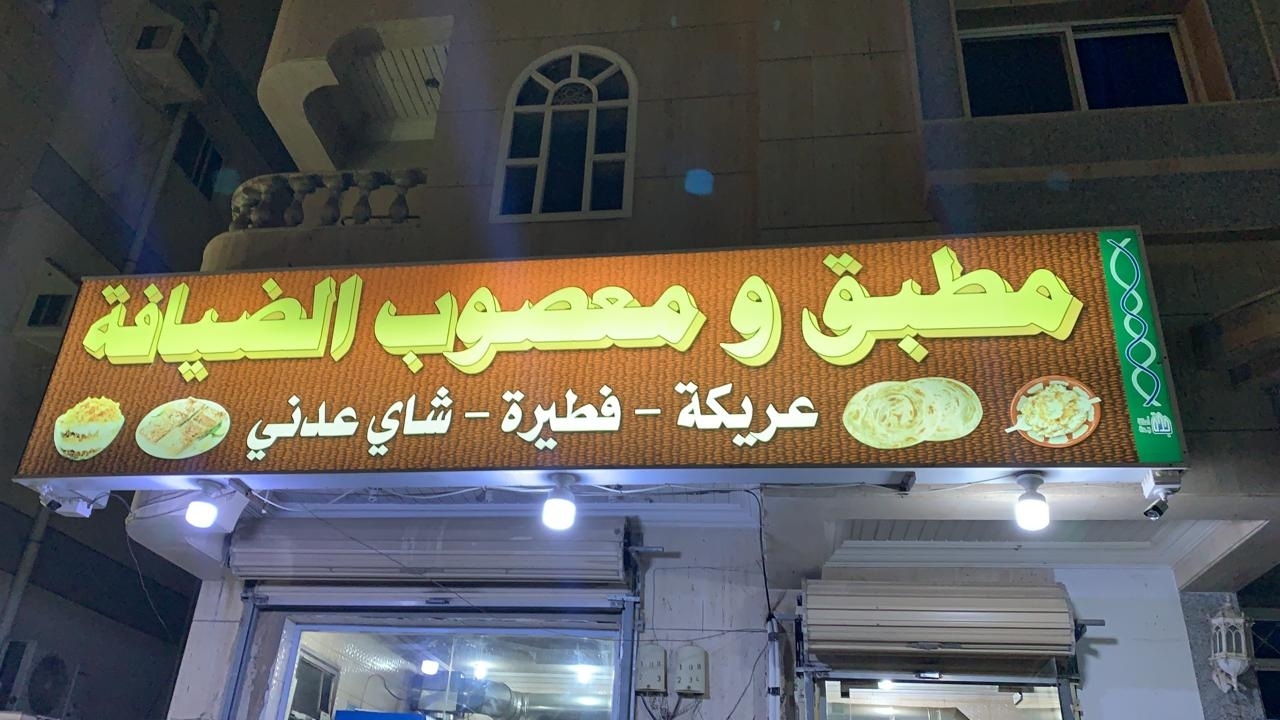 مطبق و معصوب الضيافة
عريكة - فطيرة - شاي عدني